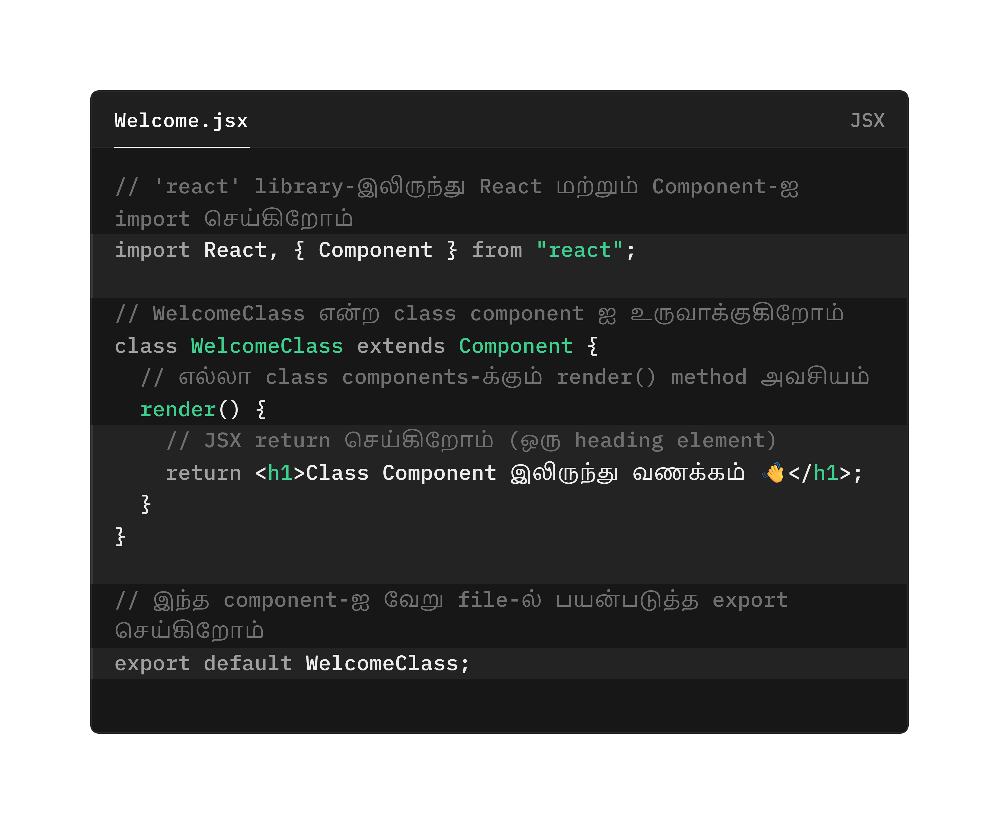 Welcome.jsx JSX
// 'react' library-இலிருந்து React மற்றும் Component-ஐ
import செய்கிறோம்
import React, { Component } from "react";
// WelcomeClass என்ற class component ஐ உருவாக்குகிறோம்
class WelcomeClass extends Component {
// எல்லா class components-க்கும் render() method அவசியம்
render() {
// JSX return செய்கிறோம் (ஒரு heading element)
return <h1>Class Component இலிருந்து வணக்கம் 👋</h1>;
}
}
// இந்த component-ஐ வேறு file-ல் பயன்படுத்த export
செய்கிறோம்
export default WelcomeClass;